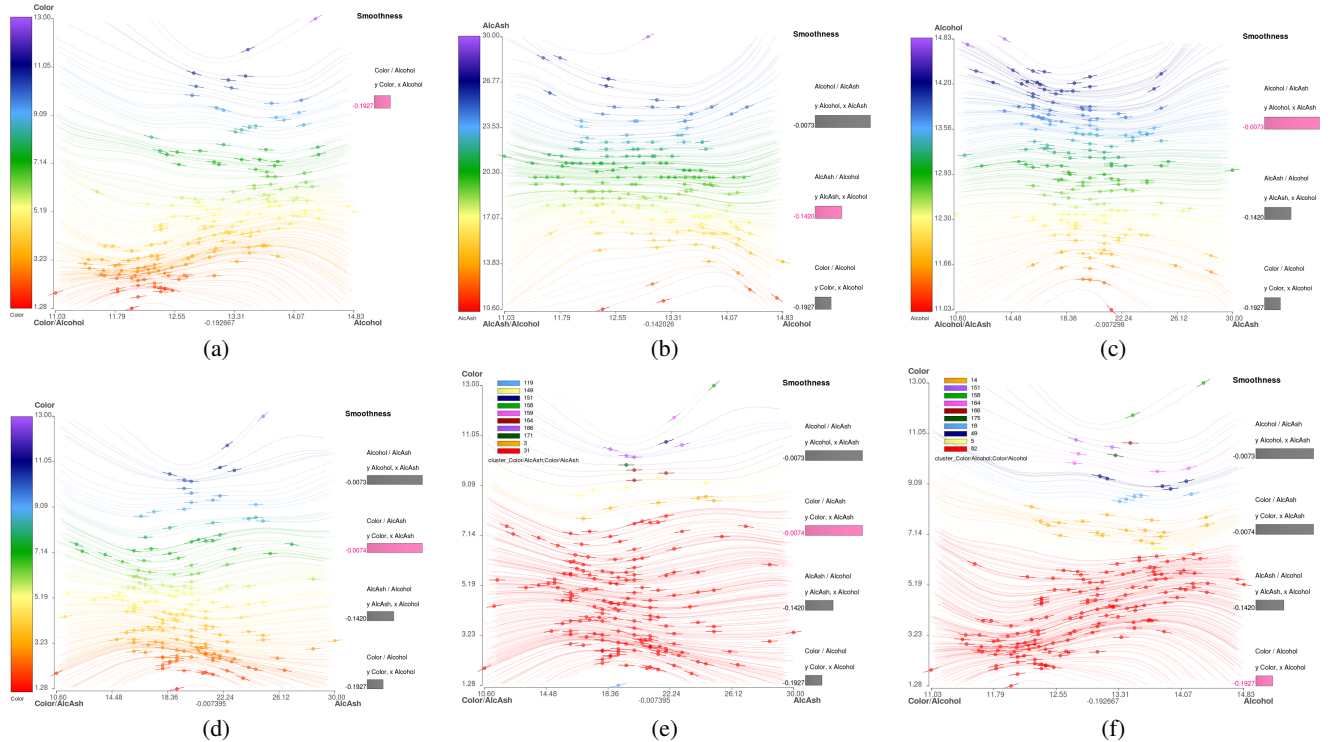 Color
13.00
11.05
9.09
7.14
5.19
3.23
1.28
Color
11.03
11.79
12.55
13.31
14.07
14.83
Color/Alcohol
-0.192667
Alcohol
Smoothness
Color / Alcohol
y Color, x Alcohol
-0.1927
(a)
AlcAsh
30.00
26.77
23.53
20.30
17.07
13.83
10.60
AlcAsh
11.03
11.79
12.55
13.31
14.07
14.83
AlcAsh/Alcohol
-0.142026
Alcohol
Smoothness
Alcohol / AlcAsh
y Alcohol, x AlcAsh
-0.0073
AlcAsh / Alcohol
y AlcAsh, x Alcohol
-0.1420
Color / Alcohol
y Color, x Alcohol
-0.1927
(b)
Alcohol
14.83
14.20
13.56
12.93
12.30
11.66
11.03
Alcohol
10.60
14.48
18.36
22.24
26.12
30.00
Alcohol/AlcAsh
-0.007298
AlcAsh
Smoothness
Alcohol / AlcAsh
y Alcohol, x AlcAsh
-0.0073
AlcAsh / Alcohol
y AlcAsh, x Alcohol
-0.1420
Color / Alcohol
y Color, x Alcohol
-0.1927
(c)
Color
13.00
11.05
9.09
7.14
5.19
3.23
1.28
Color
10.60
14.48
18.36
22.24
26.12
30.00
Color/AlcAsh
-0.007395
AlcAsh
Smoothness
Alcohol / AlcAsh
y Alcohol, x AlcAsh
-0.0073
Color / AlcAsh
y Color, x AlcAsh
-0.0074
AlcAsh / Alcohol
y AlcAsh, x Alcohol
-0.1420
Color / Alcohol
y Color, x Alcohol
-0.1927
(d)
Color
119
149
151
158
159
164
166
171
3
31
cluster_Color/AlcAsh;Color/AlcAsh
13.00
11.05
9.09
7.14
5.19
3.23
1.28
10.60
14.48
18.36
22.24
26.12
30.00
Color/AlcAsh
-0.007395
AlcAsh
Smoothness
Alcohol / AlcAsh
y Alcohol, x AlcAsh
-0.0073
Color / AlcAsh
y Color, x AlcAsh
-0.0074
AlcAsh / Alcohol
y AlcAsh, x Alcohol
-0.1420
Color / Alcohol
y Color, x Alcohol
-0.1927
(e)
Color
14
151
158
164
166
175
18
49
5
82
cluster_Color/Alcohol;Color/Alcohol
13.00
11.05
9.09
7.14
5.19
3.23
1.28
11.03
11.79
12.55
13.31
14.07
14.83
Color/Alcohol
-0.192667
Alcohol
Smoothness
Alcohol / AlcAsh
y Alcohol, x AlcAsh
-0.0073
Color / AlcAsh
y Color, x AlcAsh
-0.0074
AlcAsh / Alcohol
y AlcAsh, x Alcohol
-0.1420
Color / Alcohol
y Color, x Alcohol
-0.1927
(f)